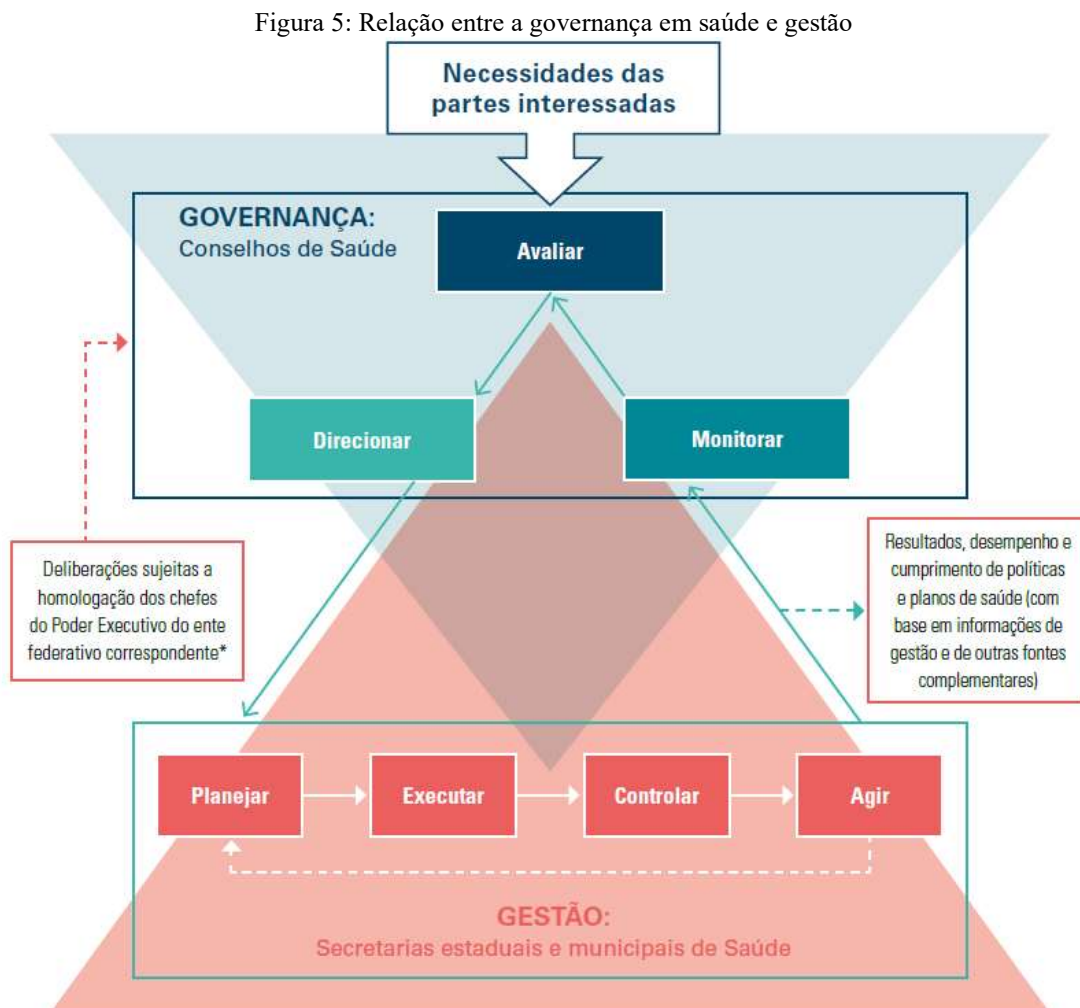 Figura 5: Relação entre a governança em saúde e gestão
Necessidades das
partes interessadas
GOVERNANÇA:
Conselhos de Saúde
Avaliar
Direcionar
Monitorar
Deliberações sujeitas a
homologação dos chefes
do Poder Executivo do ente
federativo correspondente*
Resultados, desempenho e
cumprimento de políticas
e planos de saúde (com
base em informações de
gestão e de outras fontes
complementares)
Planejar
Executar
Controlar
Agir
GESTÃO:
Secretarias estaduais e municipais de Saúde